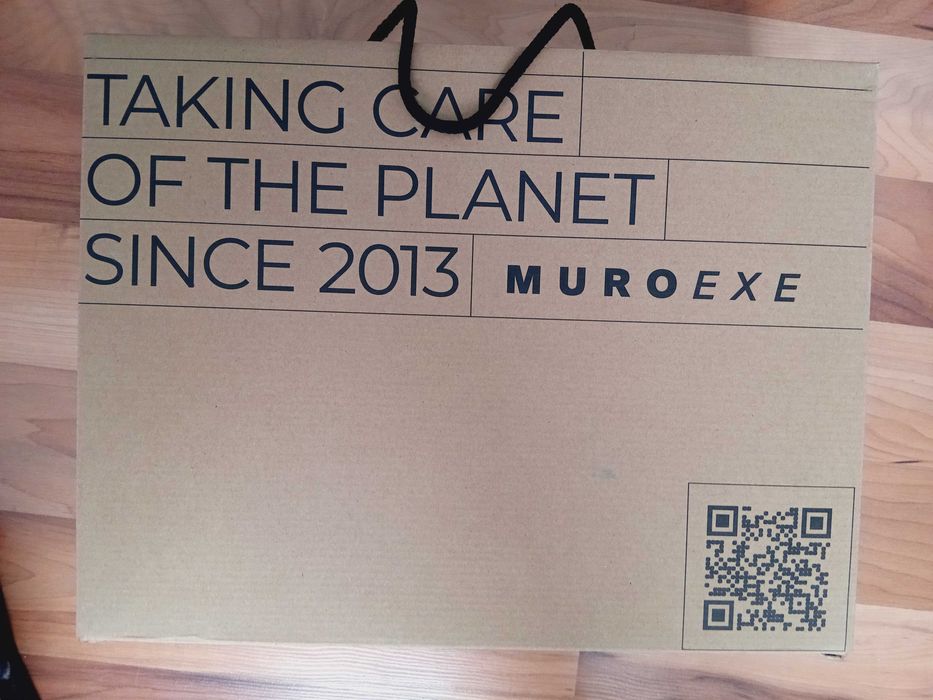 TAKING CARE
OF THE PLANET
SINCE 2013
MUROEXE